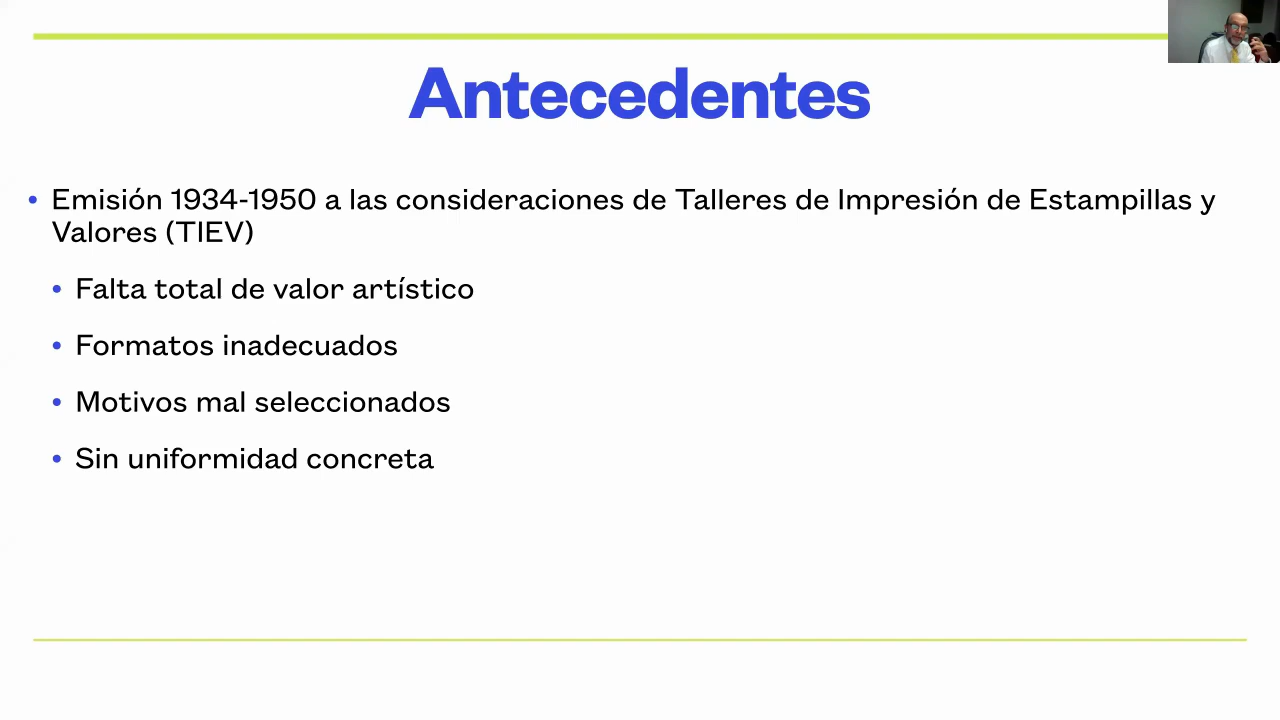 Antecedentes
• Emisión 1934-1950 a las consideraciones de Talleres de Impresión de Estampillas y
Valores (TIEV)
• Falta total de valor artístico
• Formatos inadecuados
• Motivos mal seleccionados
• Sin uniformidad concreta